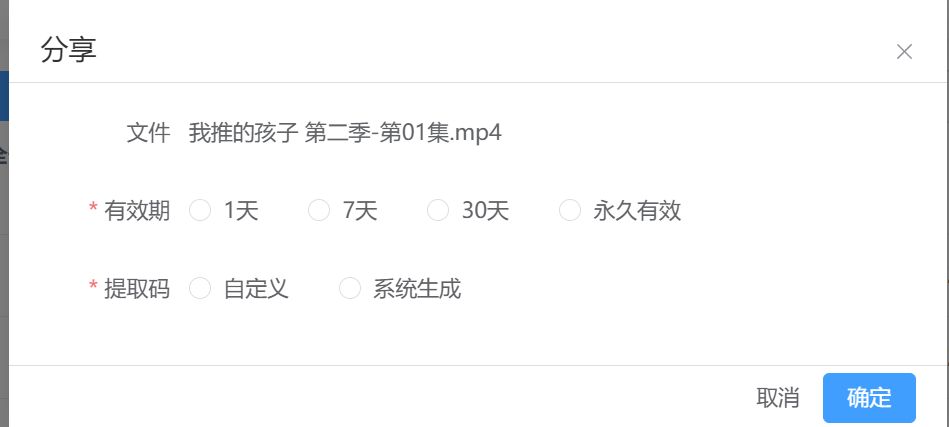 分享
文件 我推的孩子 第二季-第01集.mp4
* 有效期 1天 7天 30天 永久有效
* 提取码 自定义 系统生成
取消 确定